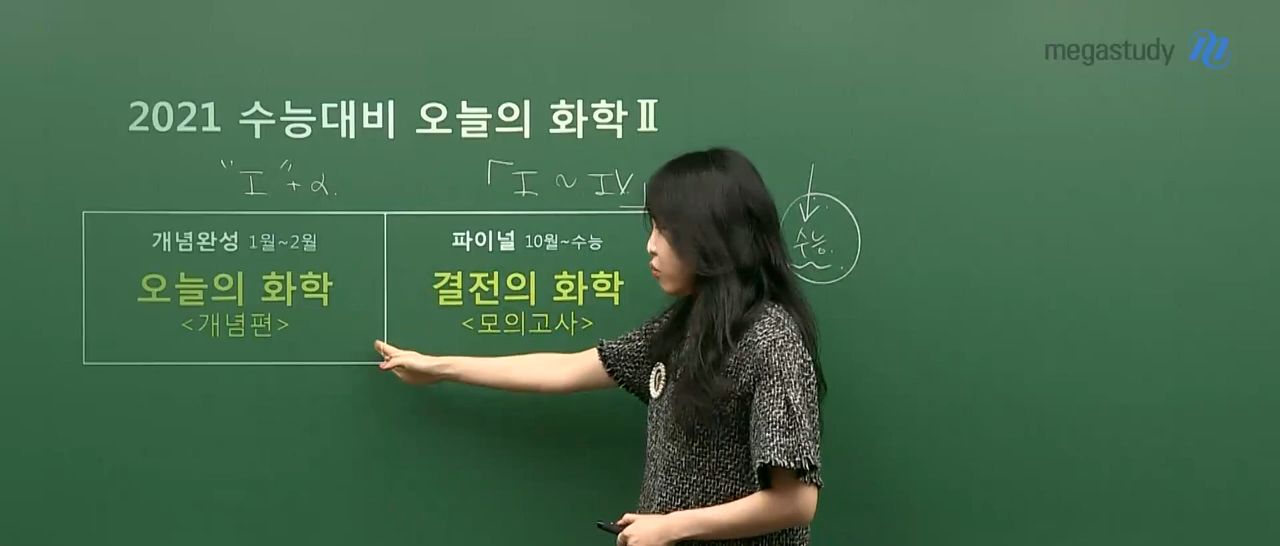 megastudy
2021 수능대비 오늘의 화학Ⅱ
"I" + α.
「I ~ IV」
수능.
개념완성 1월~2월
파이널 10월~수능
오늘의 화학
결전의 화학
<개념편>
<모의고사>